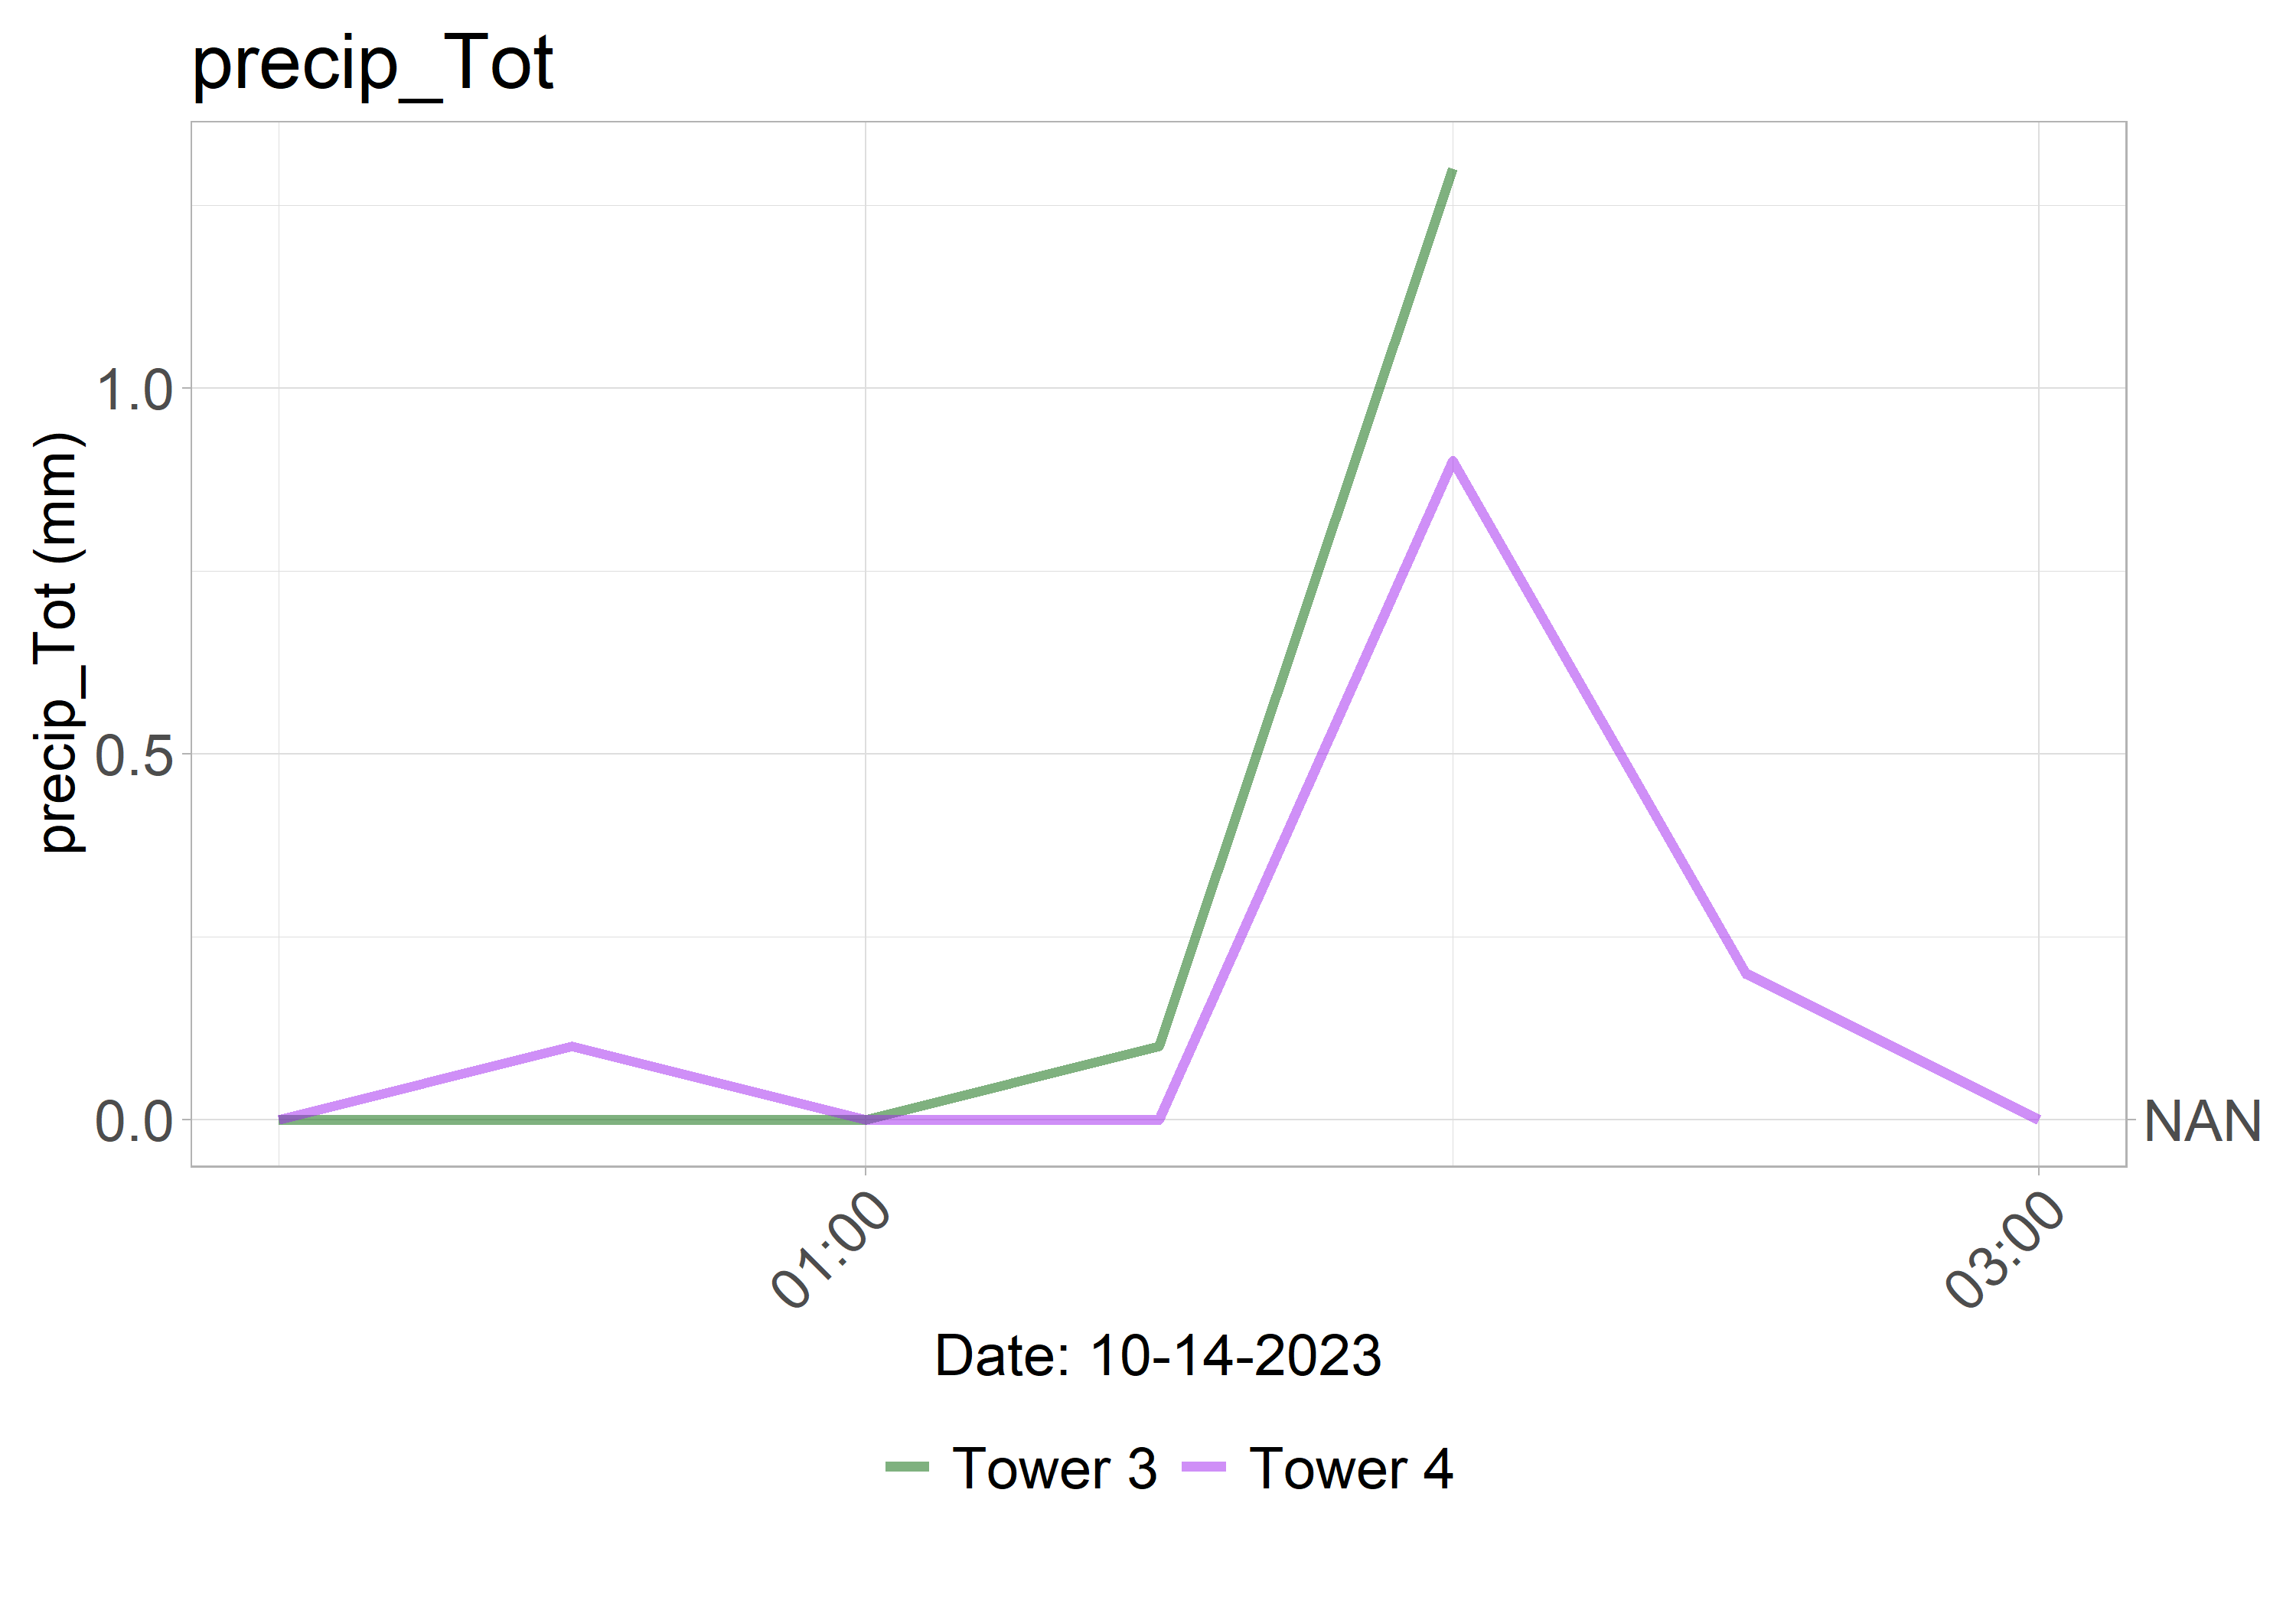 precip_Tot
precip_Tot (mm)
1.0
0.5
0.0
NAN
01:00
03:00
Date: 10-14-2023
Tower 3
Tower 4